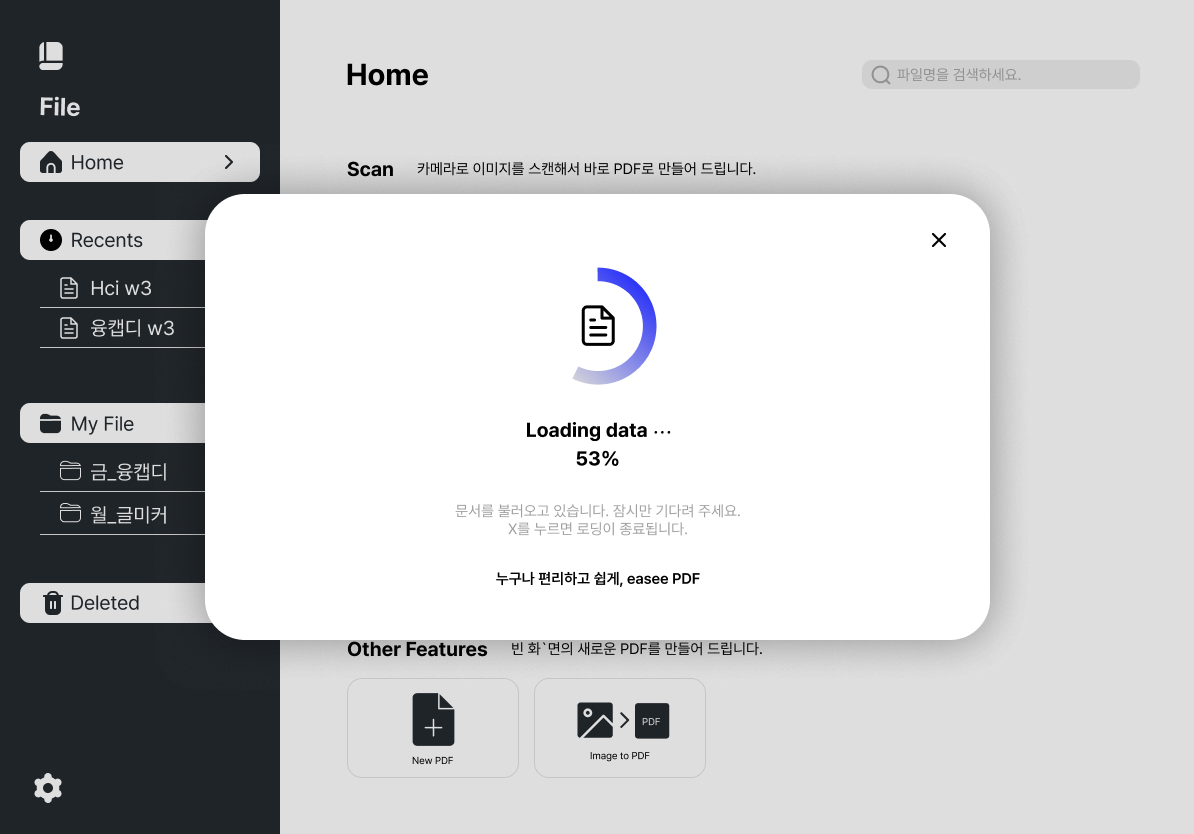 File
Home
Recents
Hci w3
융캡디 w3
My File
금_융캡디
월_글미커
Deleted
Home
파일명을 검색하세요.
Scan 카메라로 이미지를 스캔해서 바로 PDF로 만들어 드립니다.
Loading data ···
53%
문서를 불러오고 있습니다. 잠시만 기다려 주세요.
X를 누르면 로딩이 종료됩니다.
누구나 편리하고 쉽게, easee PDF
Other Features 빈 화`면의 새로운 PDF를 만들어 드립니다.
New PDF
PDF
Image to PDF